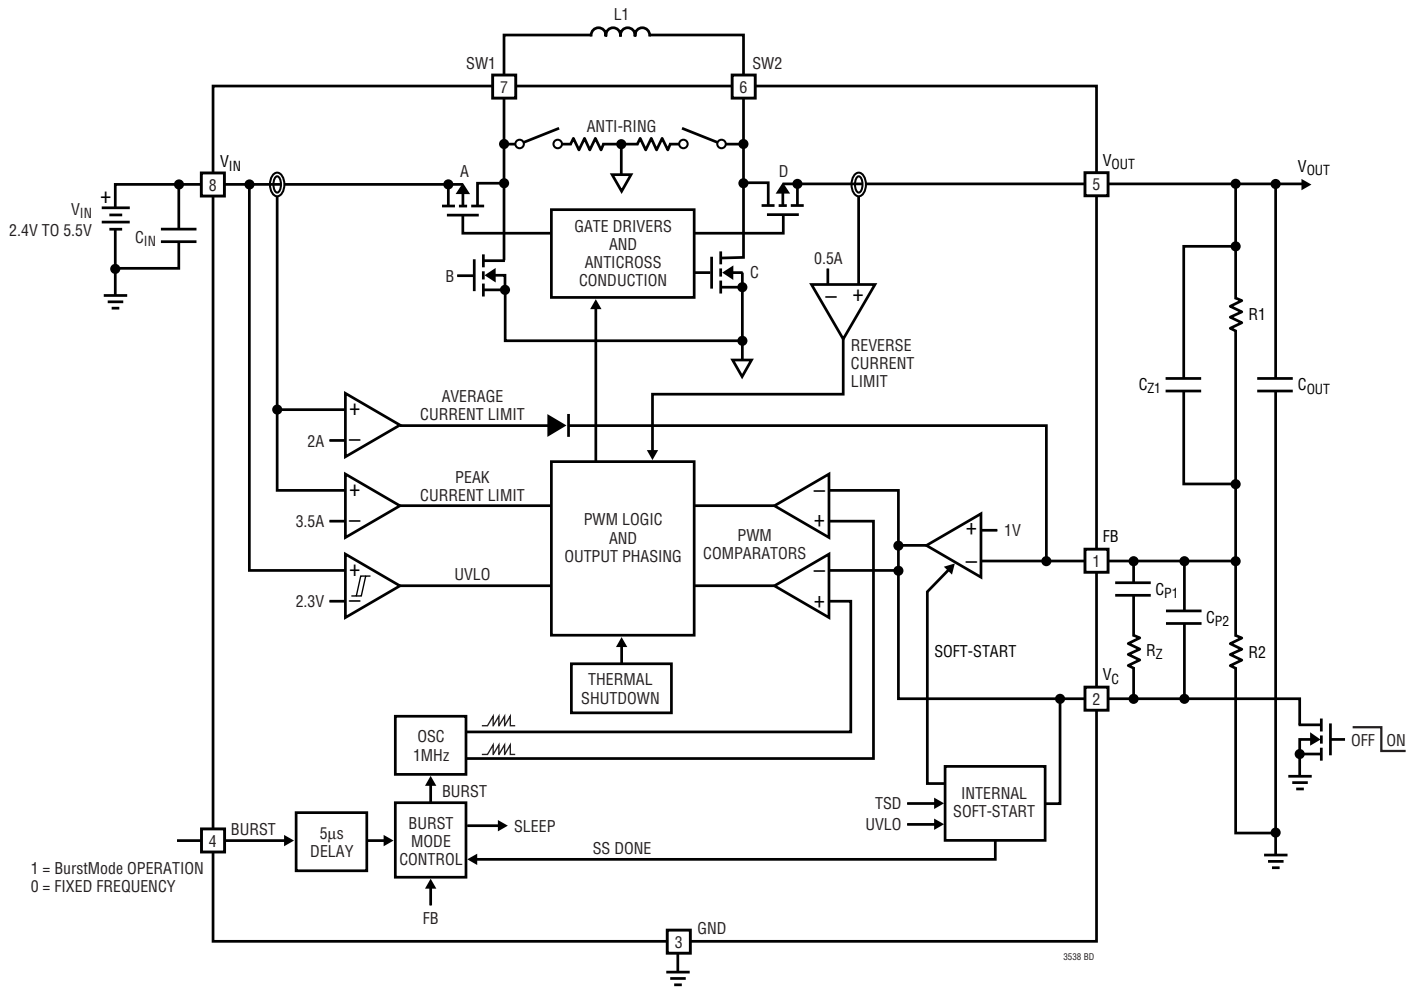 L1
SW1
SW2
7
6
ANTI-RING
VIN
8
A
D
VOUT
5
VOUT
+
VIN
2.4V TO 5.5V
CIN
GATE DRIVERS
AND
ANTICROSS
CONDUCTION
B
C
0.5A
– +
REVERSE
CURRENT
LIMIT
R1
CZ1
COUT
AVERAGE
CURRENT LIMIT
+
2A –
PEAK
CURRENT LIMIT
+
3.5A –
UVLO
+
2.3V –
PWM LOGIC
AND
OUTPUT PHASING
PWM
COMPARATORS
–
+
–
+
+ 1V
–
FB
1
CP1
CP2
RZ
R2
SOFT-START
VC
2
THERMAL
SHUTDOWN
OSC
1MHz
BURST
OFF ON
INTERNAL
SOFT-START
TSD
UVLO
4
BURST
5µs
DELAY
BURST
MODE
CONTROL
SLEEP
SS DONE
1 = BurstMode OPERATION
0 = FIXED FREQUENCY
FB
3
GND
3538 BD